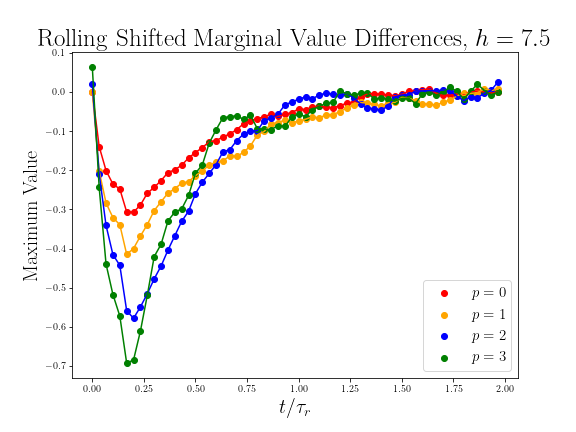 Rolling Shifted Marginal Value Differences, h = 7.5
Maximum Value
0.1
0.0
−0.1
−0.2
−0.3
−0.4
−0.5
−0.6
−0.7
p = 0
p = 1
p = 2
p = 3
0.00 0.25 0.50 0.75 1.00 1.25 1.50 1.75 2.00
t/τr